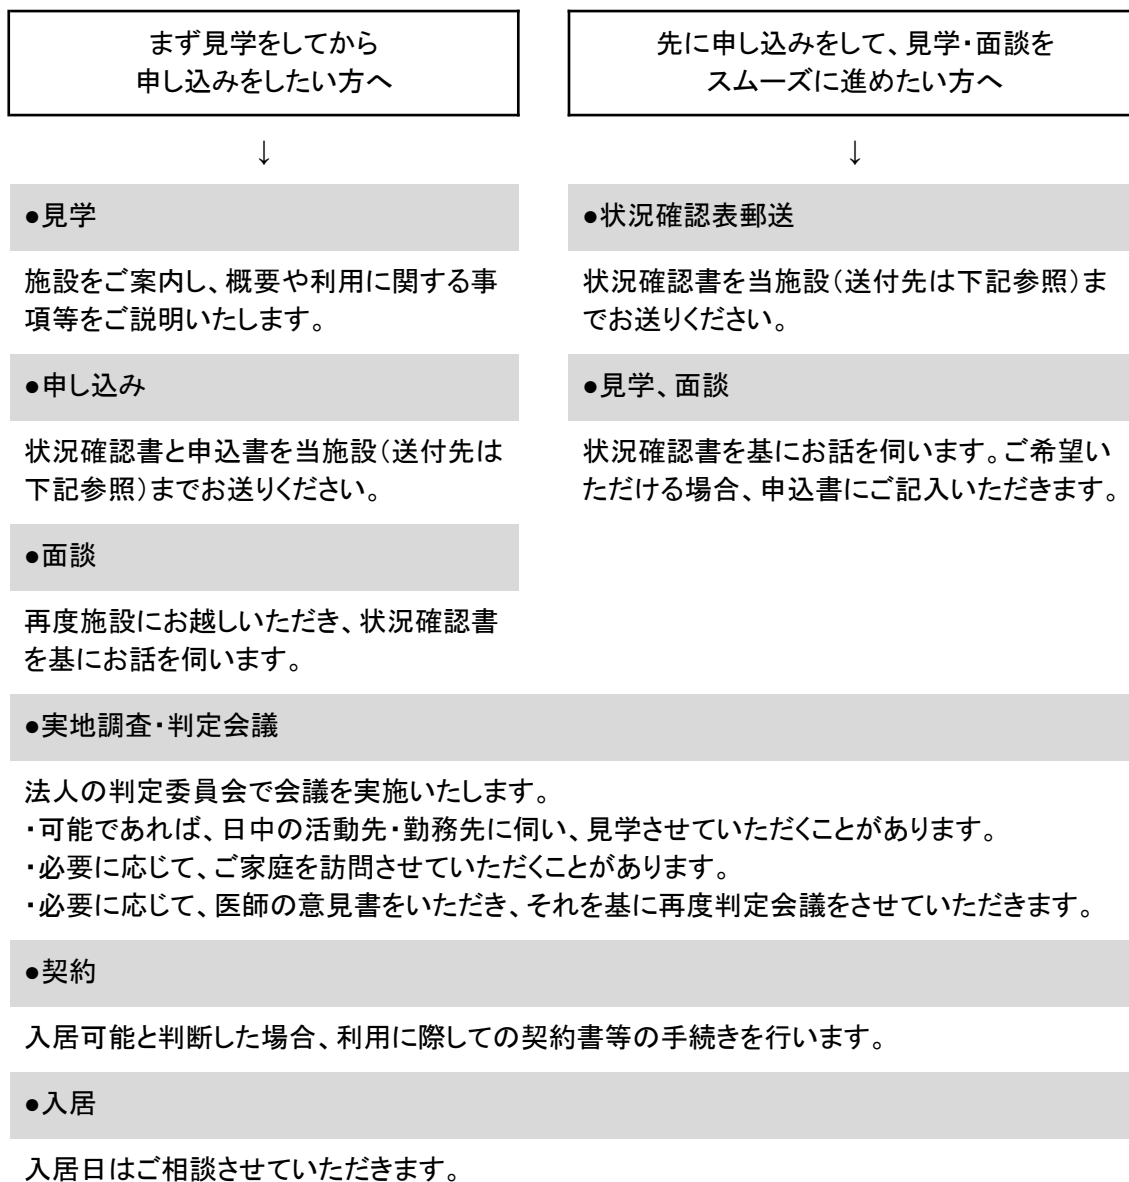 まず見学をしてから
申し込みをしたい方へ
↓
●見学
施設をご案内し、概要や利用に関する事
項等をご説明いたします。
●申し込み
状況確認書と申込書を当施設（送付先は
下記参照）までお送りください。
●面談
再度施設にお越しいただき、状況確認書
を基にお話を伺います。
先に申し込みをして、見学・面談を
スムーズに進めたい方へ
↓
●状況確認表郵送
状況確認書を当施設（送付先は下記参照）ま
でお送りください。
●見学、面談
状況確認書を基にお話を伺います。ご希望い
ただける場合、申込書にご記入いただきます。
●実地調査・判定会議
法人の判定委員会で会議を実施いたします。
・可能であれば、日中の活動先・勤務先に伺い、見学させていただくことがあります。
・必要に応じて、ご家庭を訪問させていただくことがあります。
・必要に応じて、医師の意見書をいただき、それを基に再度判定会議をさせていただきます。
●契約
入居可能と判断した場合、利用に際しての契約書等の手続きを行います。
●入居
入居日はご相談させていただきます。